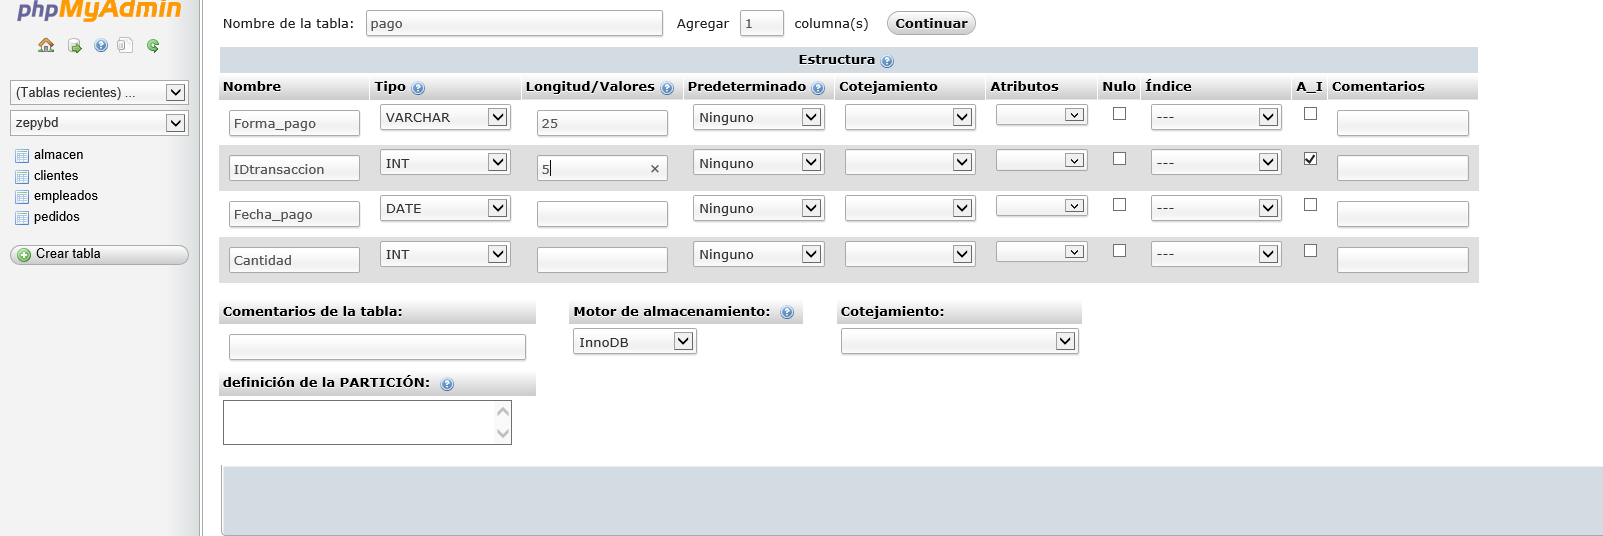 phpMyAdmin
(Tablas recientes) ...
zepybd
almacen
clientes
empleados
pedidos
Crear tabla
Nombre de la tabla: pago Agregar 1 columna(s) Continuar
Estructura
Nombre Tipo Longitud/Valores Predeterminado Cotejamiento Atributos Nulo Índice A_I Comentarios
Forma_pago VARCHAR 25 Ninguno ---
IDtransaccion INT 5 Ninguno ---
Fecha_pago DATE Ninguno ---
Cantidad INT Ninguno ---
Comentarios de la tabla: Motor de almacenamiento: Cotejamiento:
InnoDB
definición de la PARTICIÓN: